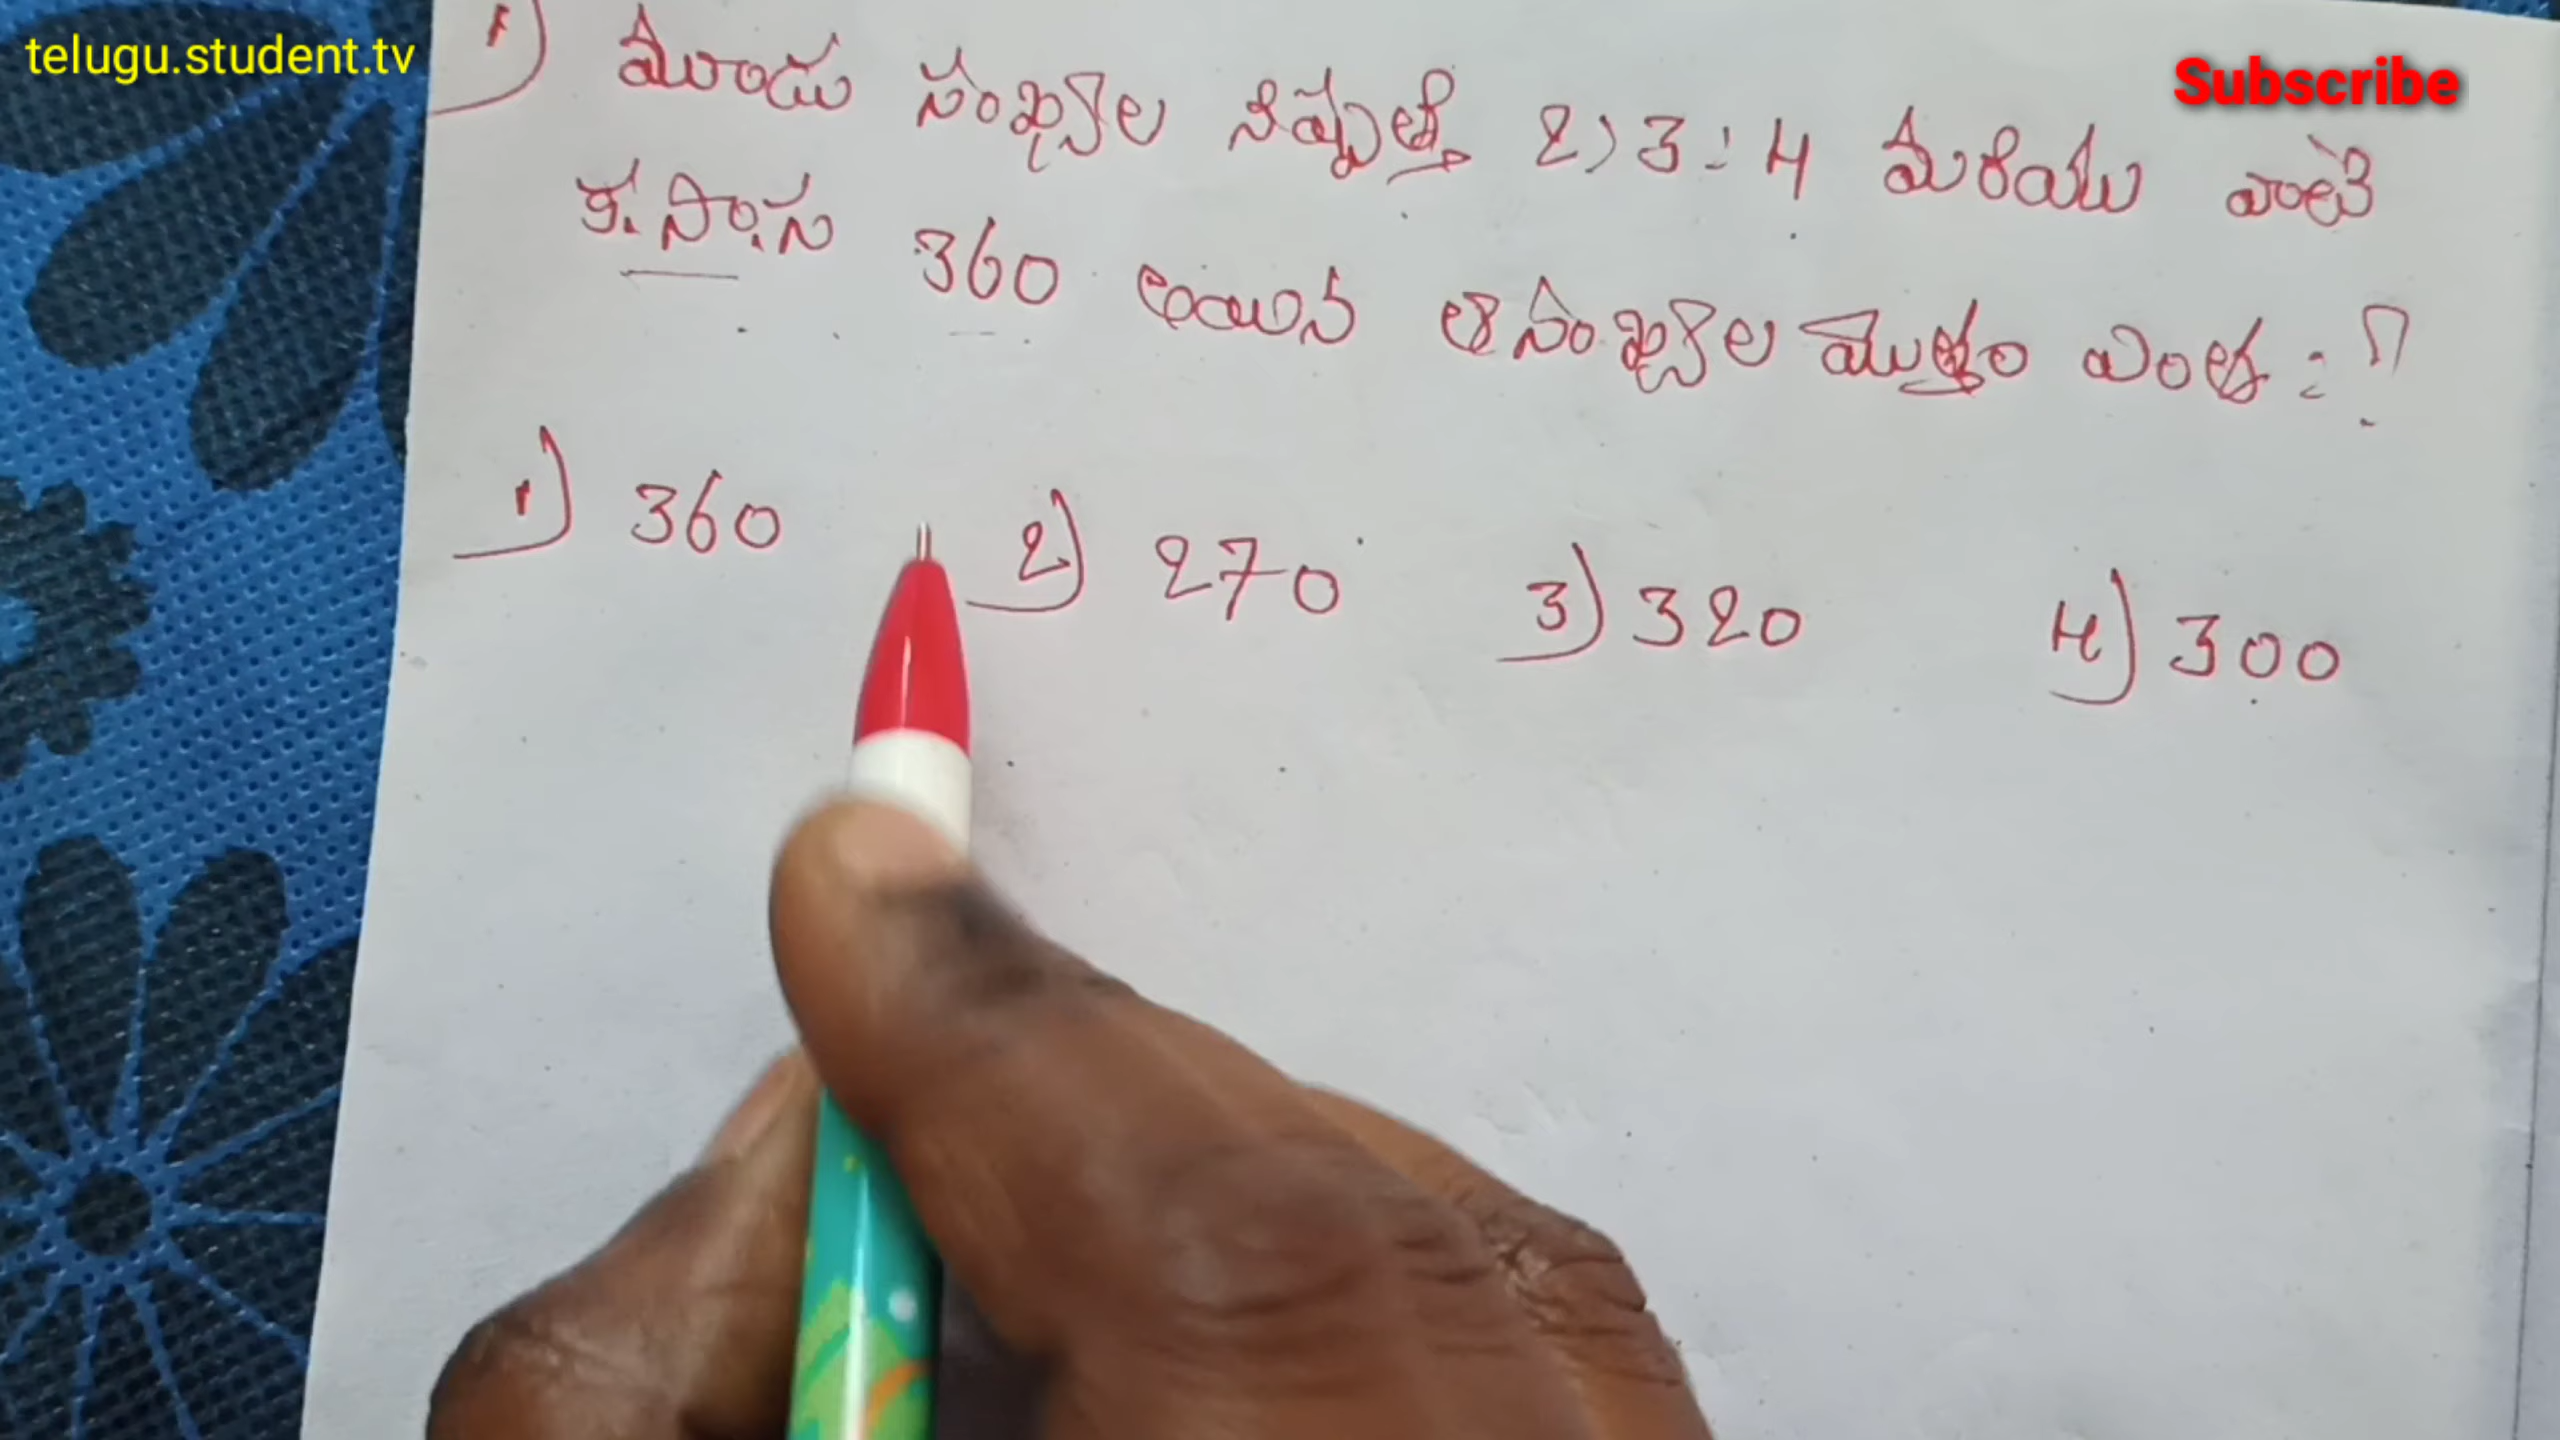 telugu.student.tv
Subscribe
1) మూడు సంఖ్యల నిష్పత్తి 2:3:4 మరియు వాటి
క.సా.గు 360 అయిన ఆ సంఖ్యల మొత్తం ఎంత:?
1) 360 2) 270 3) 320 4) 300